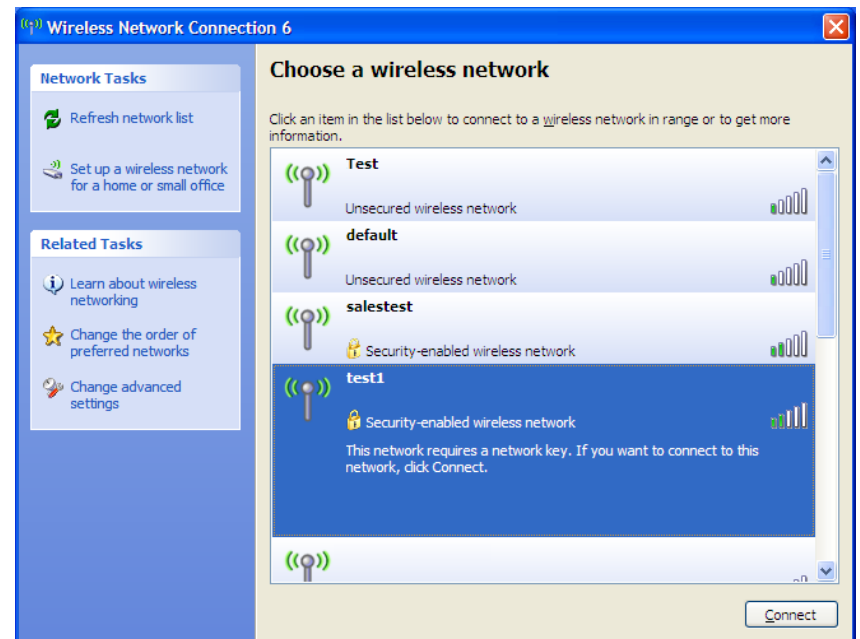 Wireless Network Connection 6
Network Tasks
Refresh network list
Set up a wireless network
for a home or small office
Related Tasks
Learn about wireless
networking
Change the order of
preferred networks
Change advanced
settings
Choose a wireless network
Click an item in the list below to connect to a wireless network in range or to get more
information.
Test
Unsecured wireless network
default
Unsecured wireless network
salestest
Security-enabled wireless network
test1
Security-enabled wireless network
This network requires a network key. If you want to connect to this
network, click Connect.
Connect